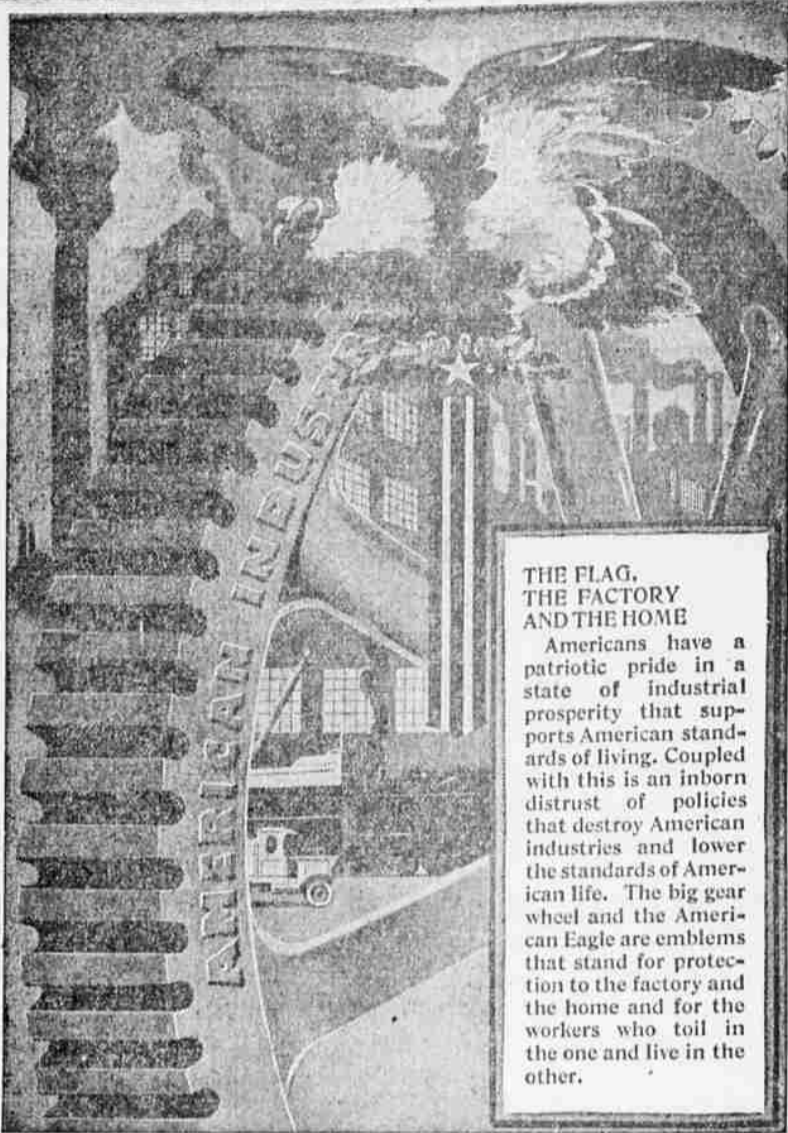 AMERICAN INDUSTRY
THE FLAG,
THE FACTORY
AND THE HOME
Americans have a
patriotic pride in a
state of industrial
prosperity that sup-
ports American stand-
ards of living. Coupled
with this is an inborn
distrust of policies
that destroy American
industries and lower
the standards of Amer-
ican life. The big gear
wheel and the Ameri-
can Eagle are emblems
that stand for protec-
tion to the factory and
the home and for the
workers who toil in
the one and live in the
other.